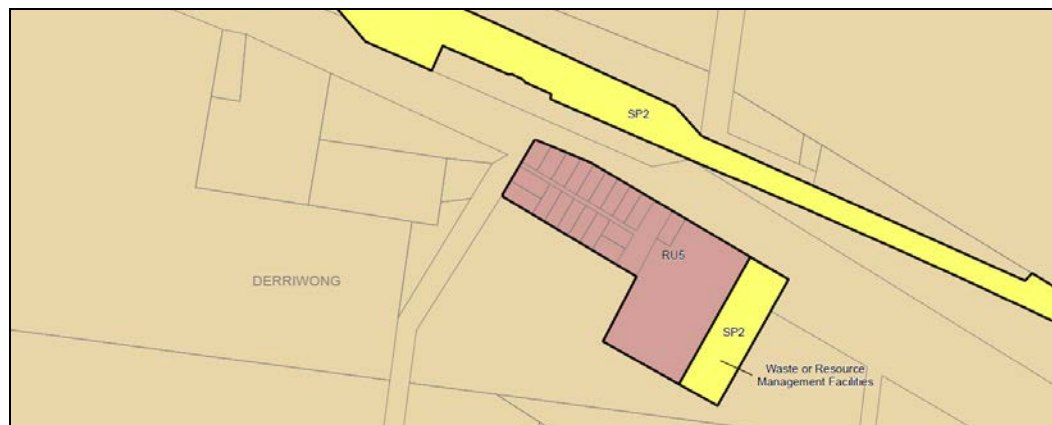 SP2
RU5
DERRIWONG
SP2
Waste or Resource
Management Facilities